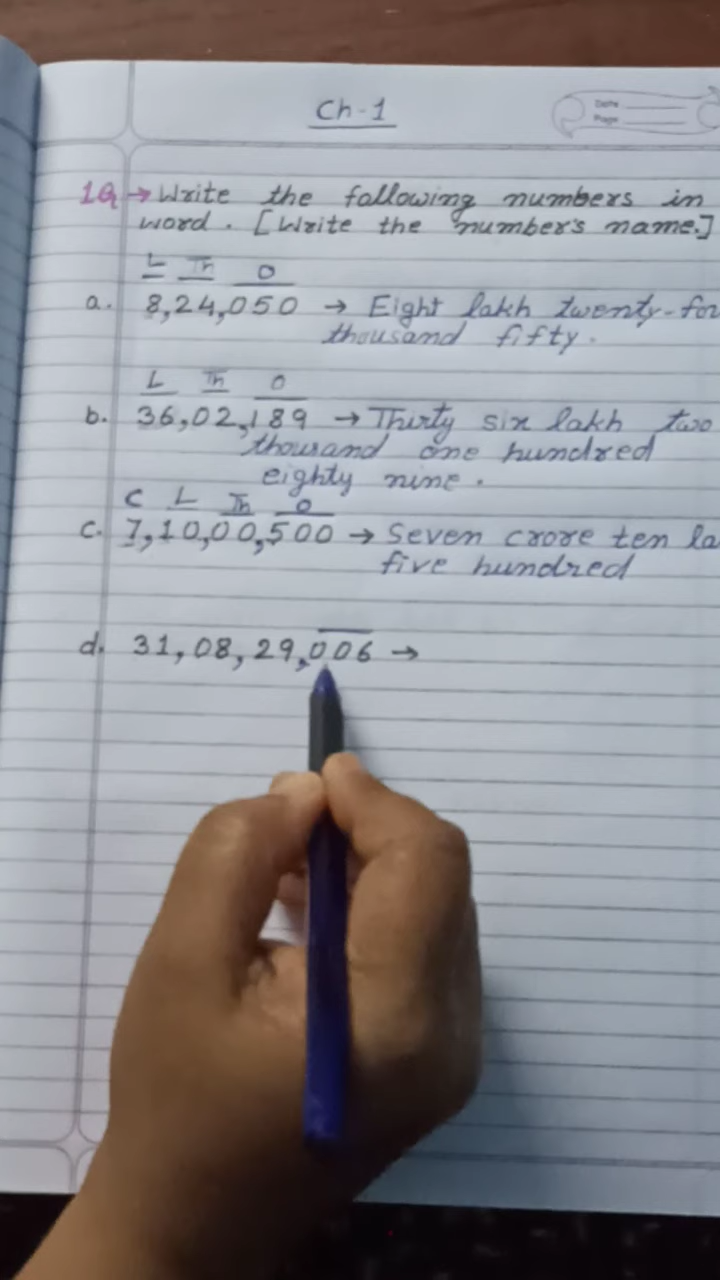 Ch-1
Date
Page
1Q → Write the following numbers in
word. [Write the number's name.]
L Th O
a. 8,24,050 → Eight lakh twenty-for
thousand fifty.
L Th O
b. 36,02,189 → Thirty six lakh two
thousand one hundred
eighty nine.
C L Th O
c. 7,10,00,500 → Seven crore ten la
five hundred
d. 31,08,29,006 →